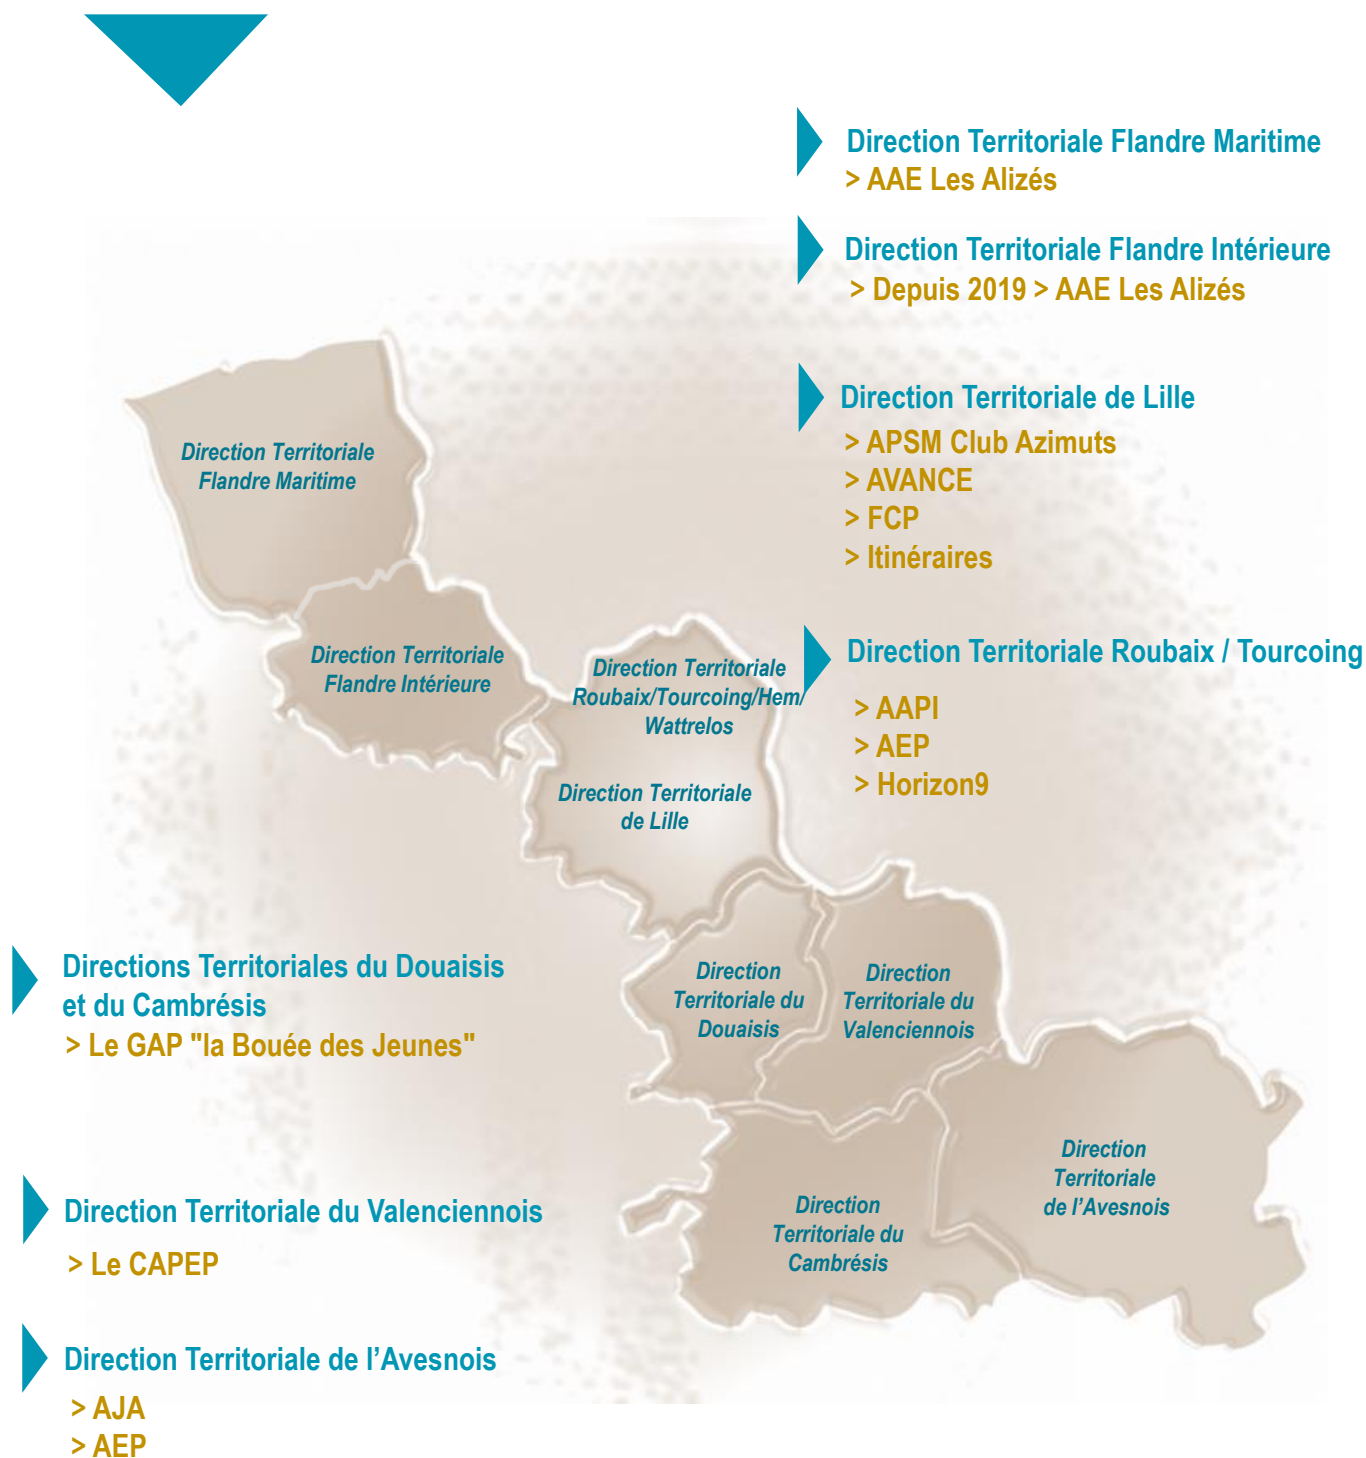 Direction Territoriale Flandre Maritime
> AAE Les Alizés
Direction Territoriale Flandre Intérieure
> Depuis 2019 > AAE Les Alizés
Direction Territoriale de Lille
> APSM Club Azimuts
> AVANCE
> FCP
> Itinéraires
Direction Territoriale Roubaix / Tourcoing
> AAPI
> AEP
> Horizon9
Direction Territoriale
Flandre Maritime
Direction Territoriale
Flandre Intérieure
Direction Territoriale
Roubaix/Tourcoing/Hem/
Wattrelos
Direction Territoriale
de Lille
Direction
Territoriale du
Douaisis
Direction
Territoriale du
Valenciennois
Direction
Territoriale
de l’Avesnois
Direction
Territoriale du
Cambrésis
Directions Territoriales du Douaisis
et du Cambrésis
> Le GAP "la Bouée des Jeunes"
Direction Territoriale du Valenciennois
> Le CAPEP
Direction Territoriale de l’Avesnois
> AJA
> AEP